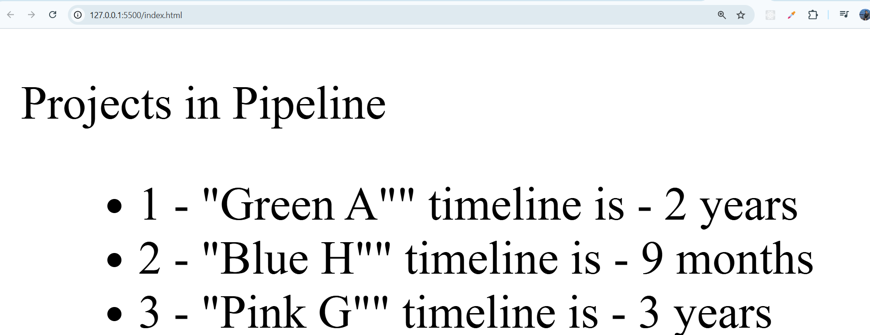 127.0.0.1:5500/index.html
Projects in Pipeline
• 1 - "Green A"" timeline is - 2 years
• 2 - "Blue H"" timeline is - 9 months
• 3 - "Pink G"" timeline is - 3 years